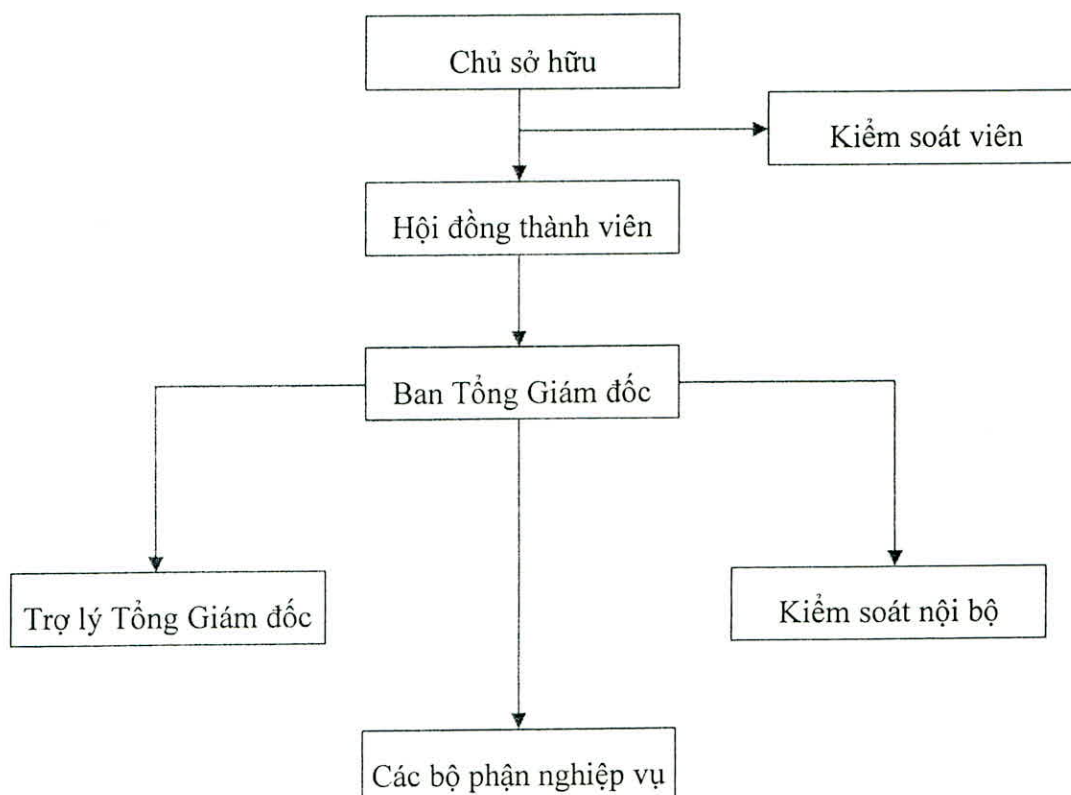 Chủ sở hữu
Kiểm soát viên
Hội đồng thành viên
Ban Tổng Giám đốc
Trợ lý Tổng Giám đốc
Kiểm soát nội bộ
Các bộ phận nghiệp vụ